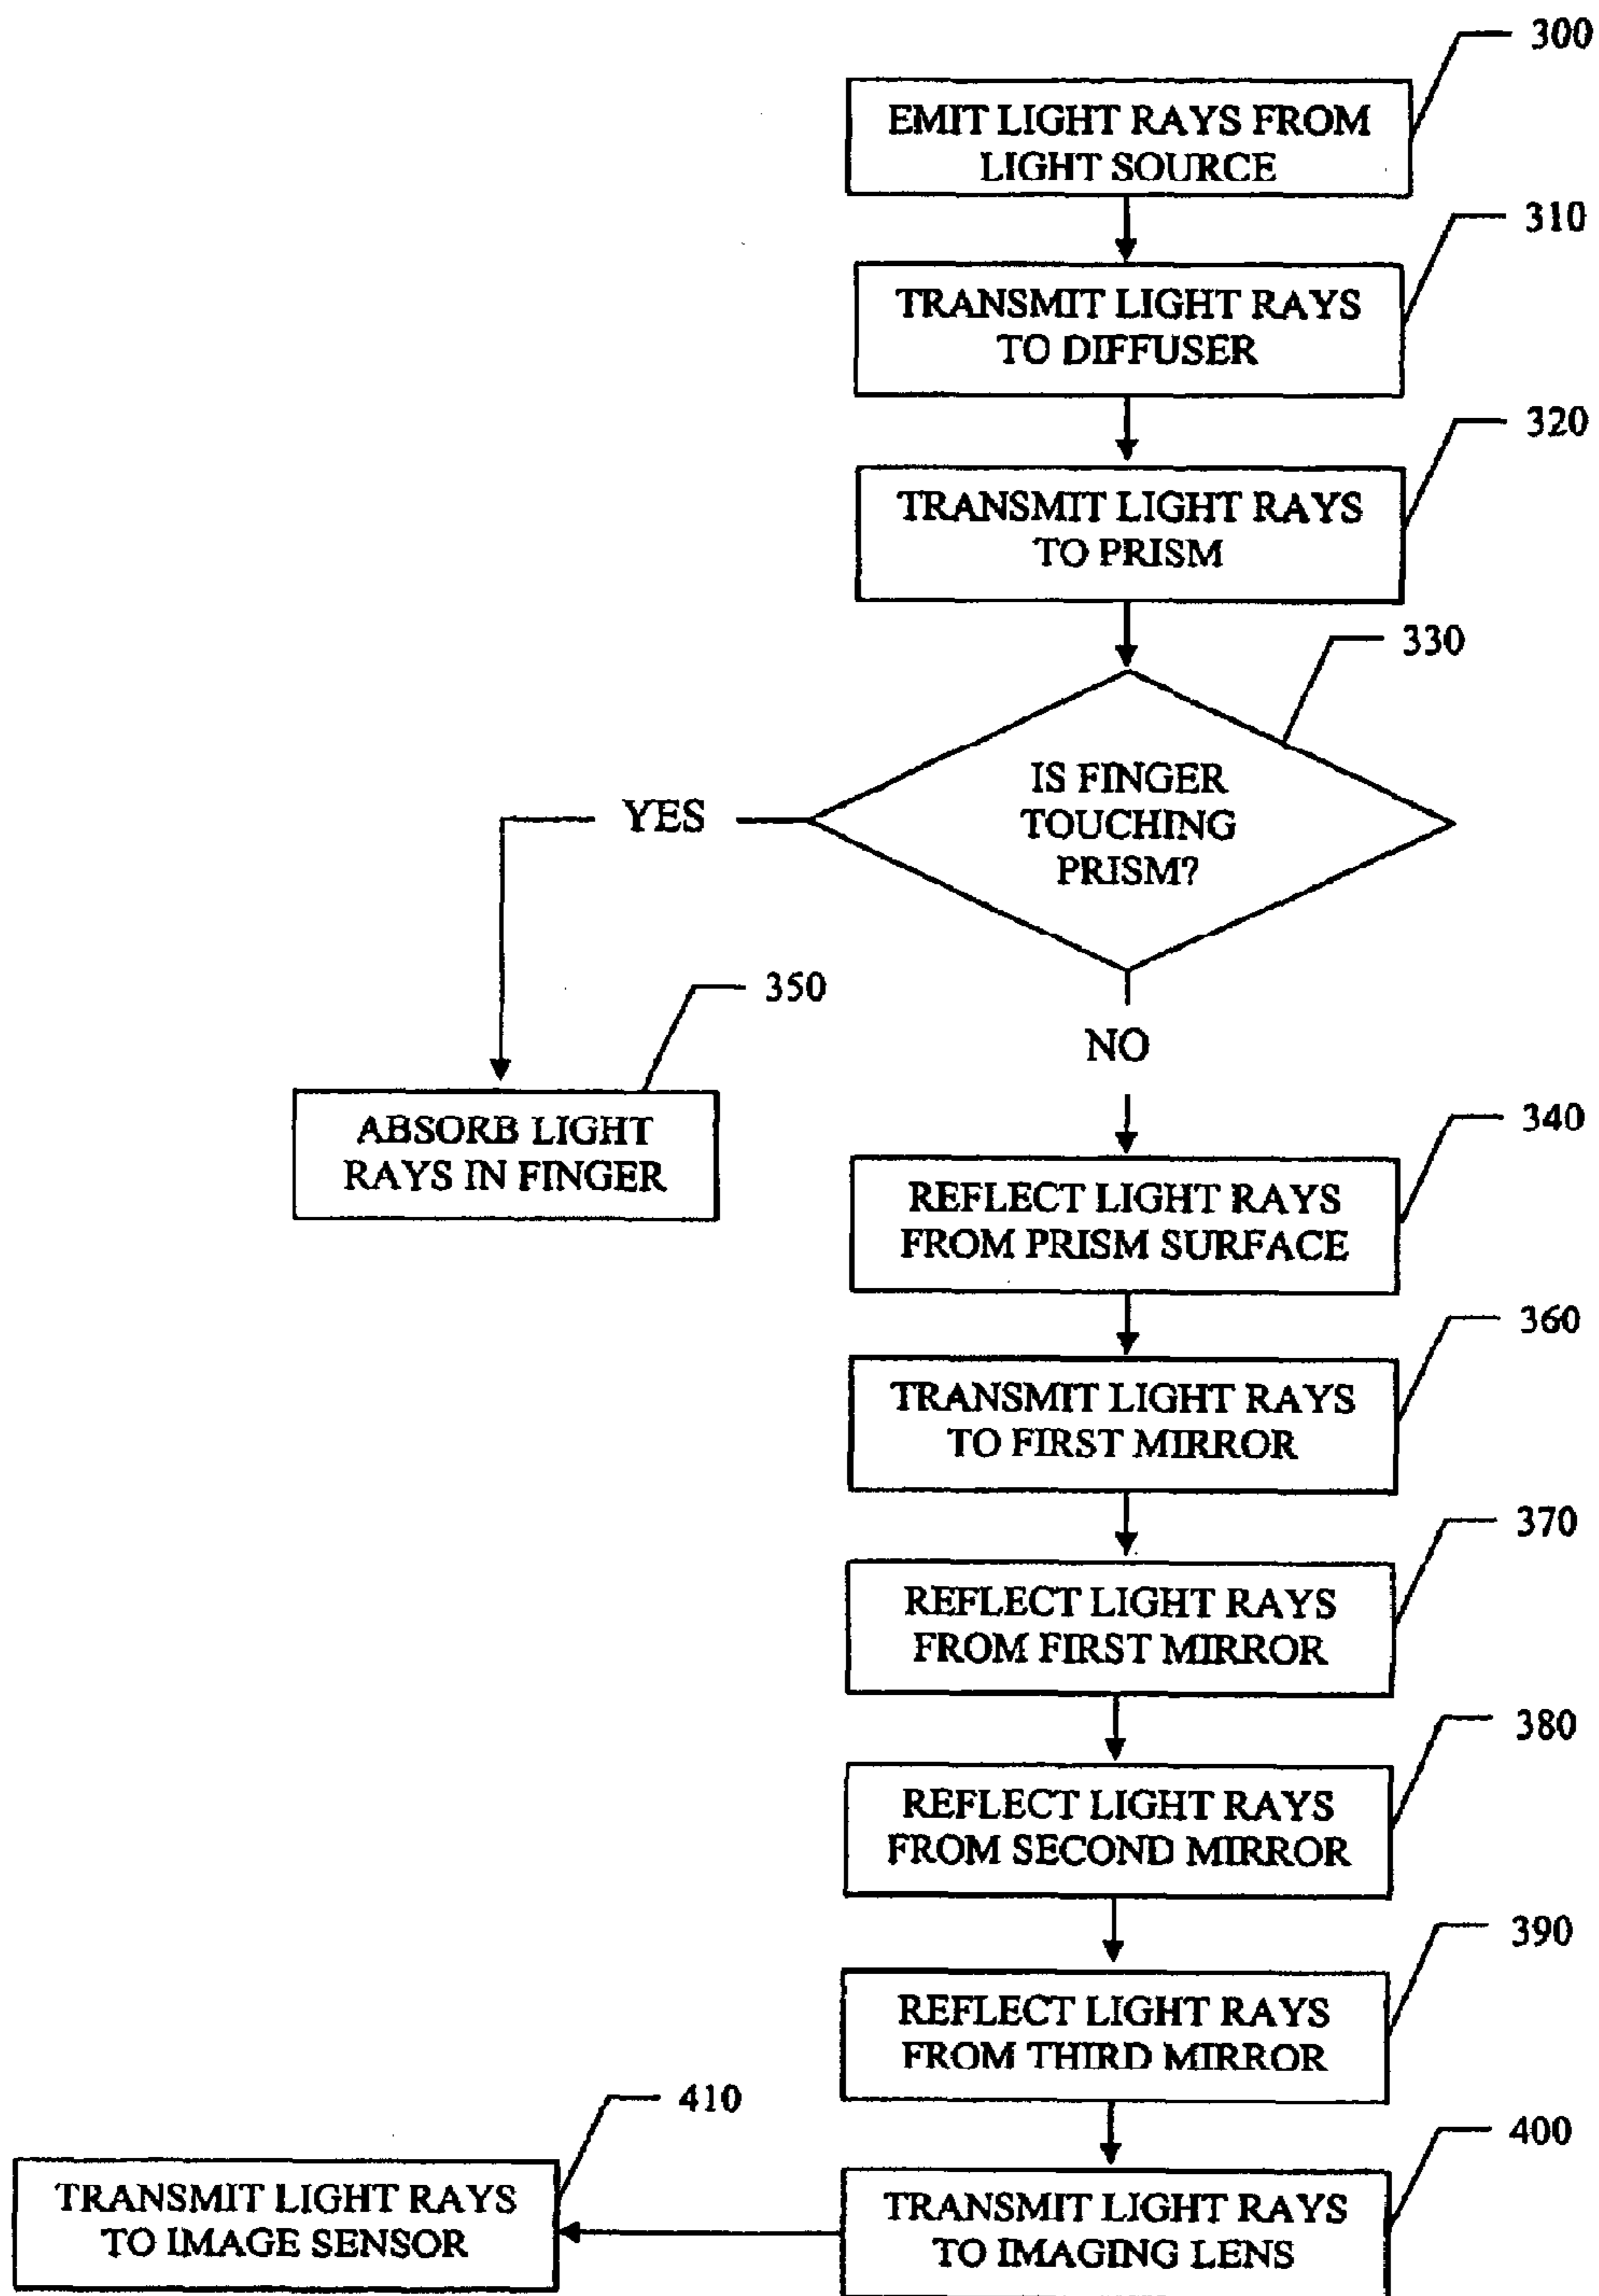 300
EMIT LIGHT RAYS FROM
LIGHT SOURCE
310
TRANSMIT LIGHT RAYS
TO DIFFUSER
320
TRANSMIT LIGHT RAYS
TO PRISM
330
IS FINGER
TOUCHING
PRISM?
YES
NO
350
ABSORB LIGHT
RAYS IN FINGER
340
REFLECT LIGHT RAYS
FROM PRISM SURFACE
360
TRANSMIT LIGHT RAYS
TO FIRST MIRROR
370
REFLECT LIGHT RAYS
FROM FIRST MIRROR
380
REFLECT LIGHT RAYS
FROM SECOND MIRROR
390
REFLECT LIGHT RAYS
FROM THIRD MIRROR
400
TRANSMIT LIGHT RAYS
TO IMAGING LENS
410
TRANSMIT LIGHT RAYS
TO IMAGE SENSOR